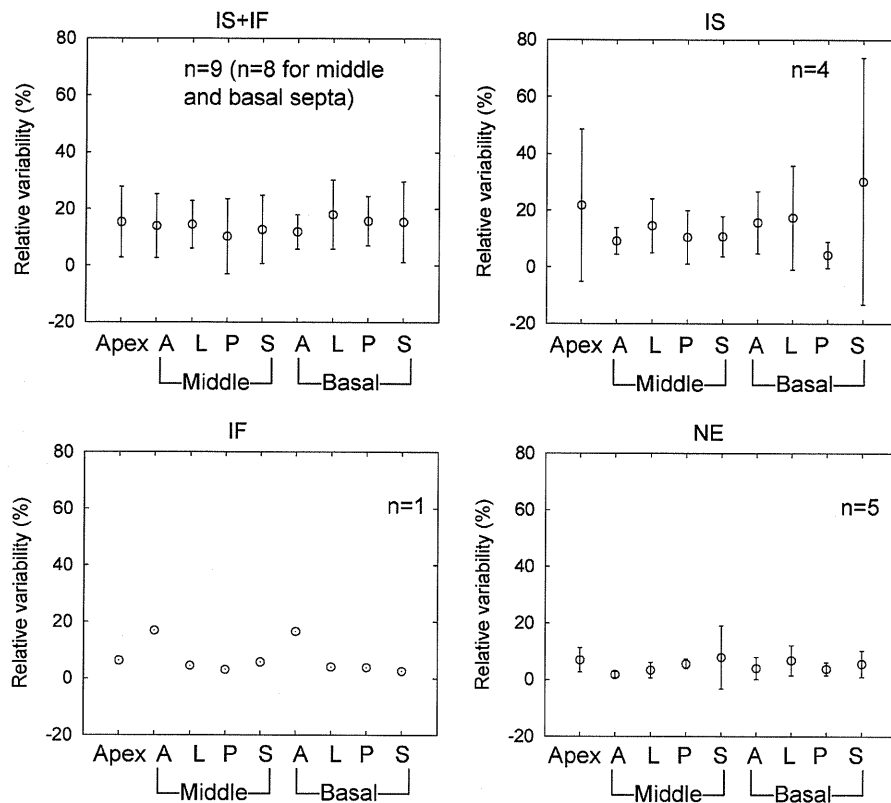 IS+IF
Relative variability (%)
80
60
40
20
0
-20
n=9 (n=8 for middle
and basal septa)
Apex A L P S A L P S
Middle Basal
IS
Relative variability (%)
80
60
40
20
0
-20
n=4
Apex A L P S A L P S
Middle Basal
IF
Relative variability (%)
80
60
40
20
0
-20
n=1
Apex A L P S A L P S
Middle Basal
NE
Relative variability (%)
80
60
40
20
0
-20
n=5
Apex A L P S A L P S
Middle Basal